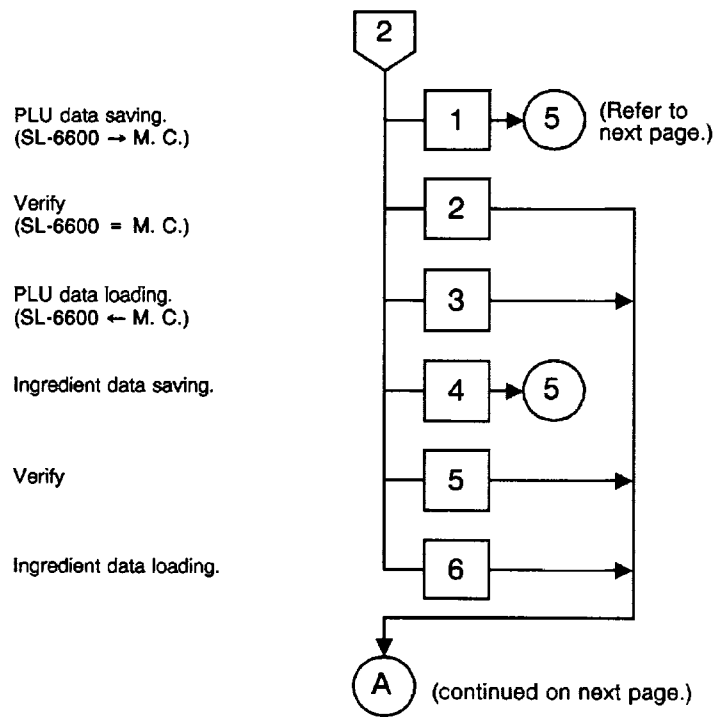 2
PLU data saving.
(SL-6600 → M. C.)
1
5
(Refer to
next page.)
Verify
(SL-6600 = M. C.)
2
PLU data loading.
(SL-6600 ← M. C.)
3
Ingredient data saving.
4
5
Verify
5
Ingredient data loading.
6
A
(continued on next page.)